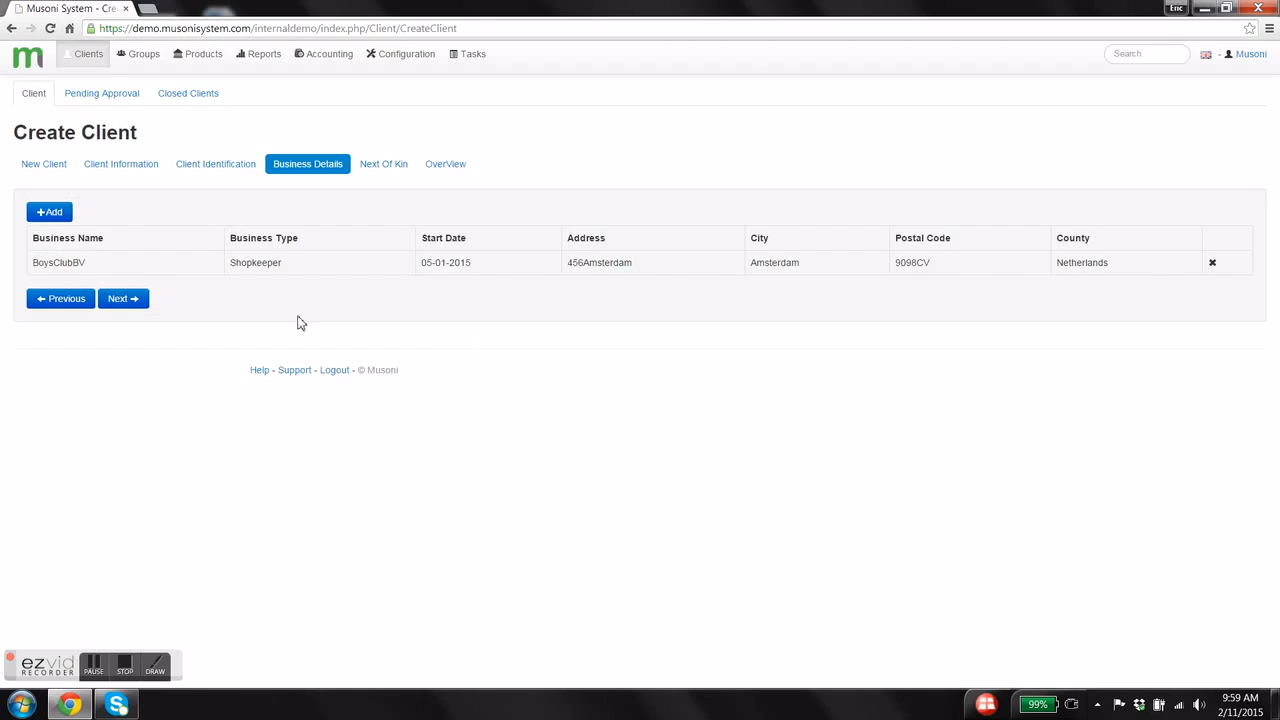 Musoni System - Cre
Eric
https://demo.musonisystem.com/internaldemo/index.php/Client/CreateClient
m Clients Groups Products Reports Accounting Configuration Tasks Search - Musoni
Client Pending Approval Closed Clients
Create Client
New Client Client Information Client Identification Business Details Next Of Kin OverView
+Add
Business Name Business Type Start Date Address City Postal Code County
BoysClubBV Shopkeeper 05-01-2015 456Amsterdam Amsterdam 9098CV Netherlands
Previous Next
Help - Support - Logout - © Musoni
ezvid
RECORDER
PAUSE STOP DRAW
99%
9:59 AM
2/11/2015